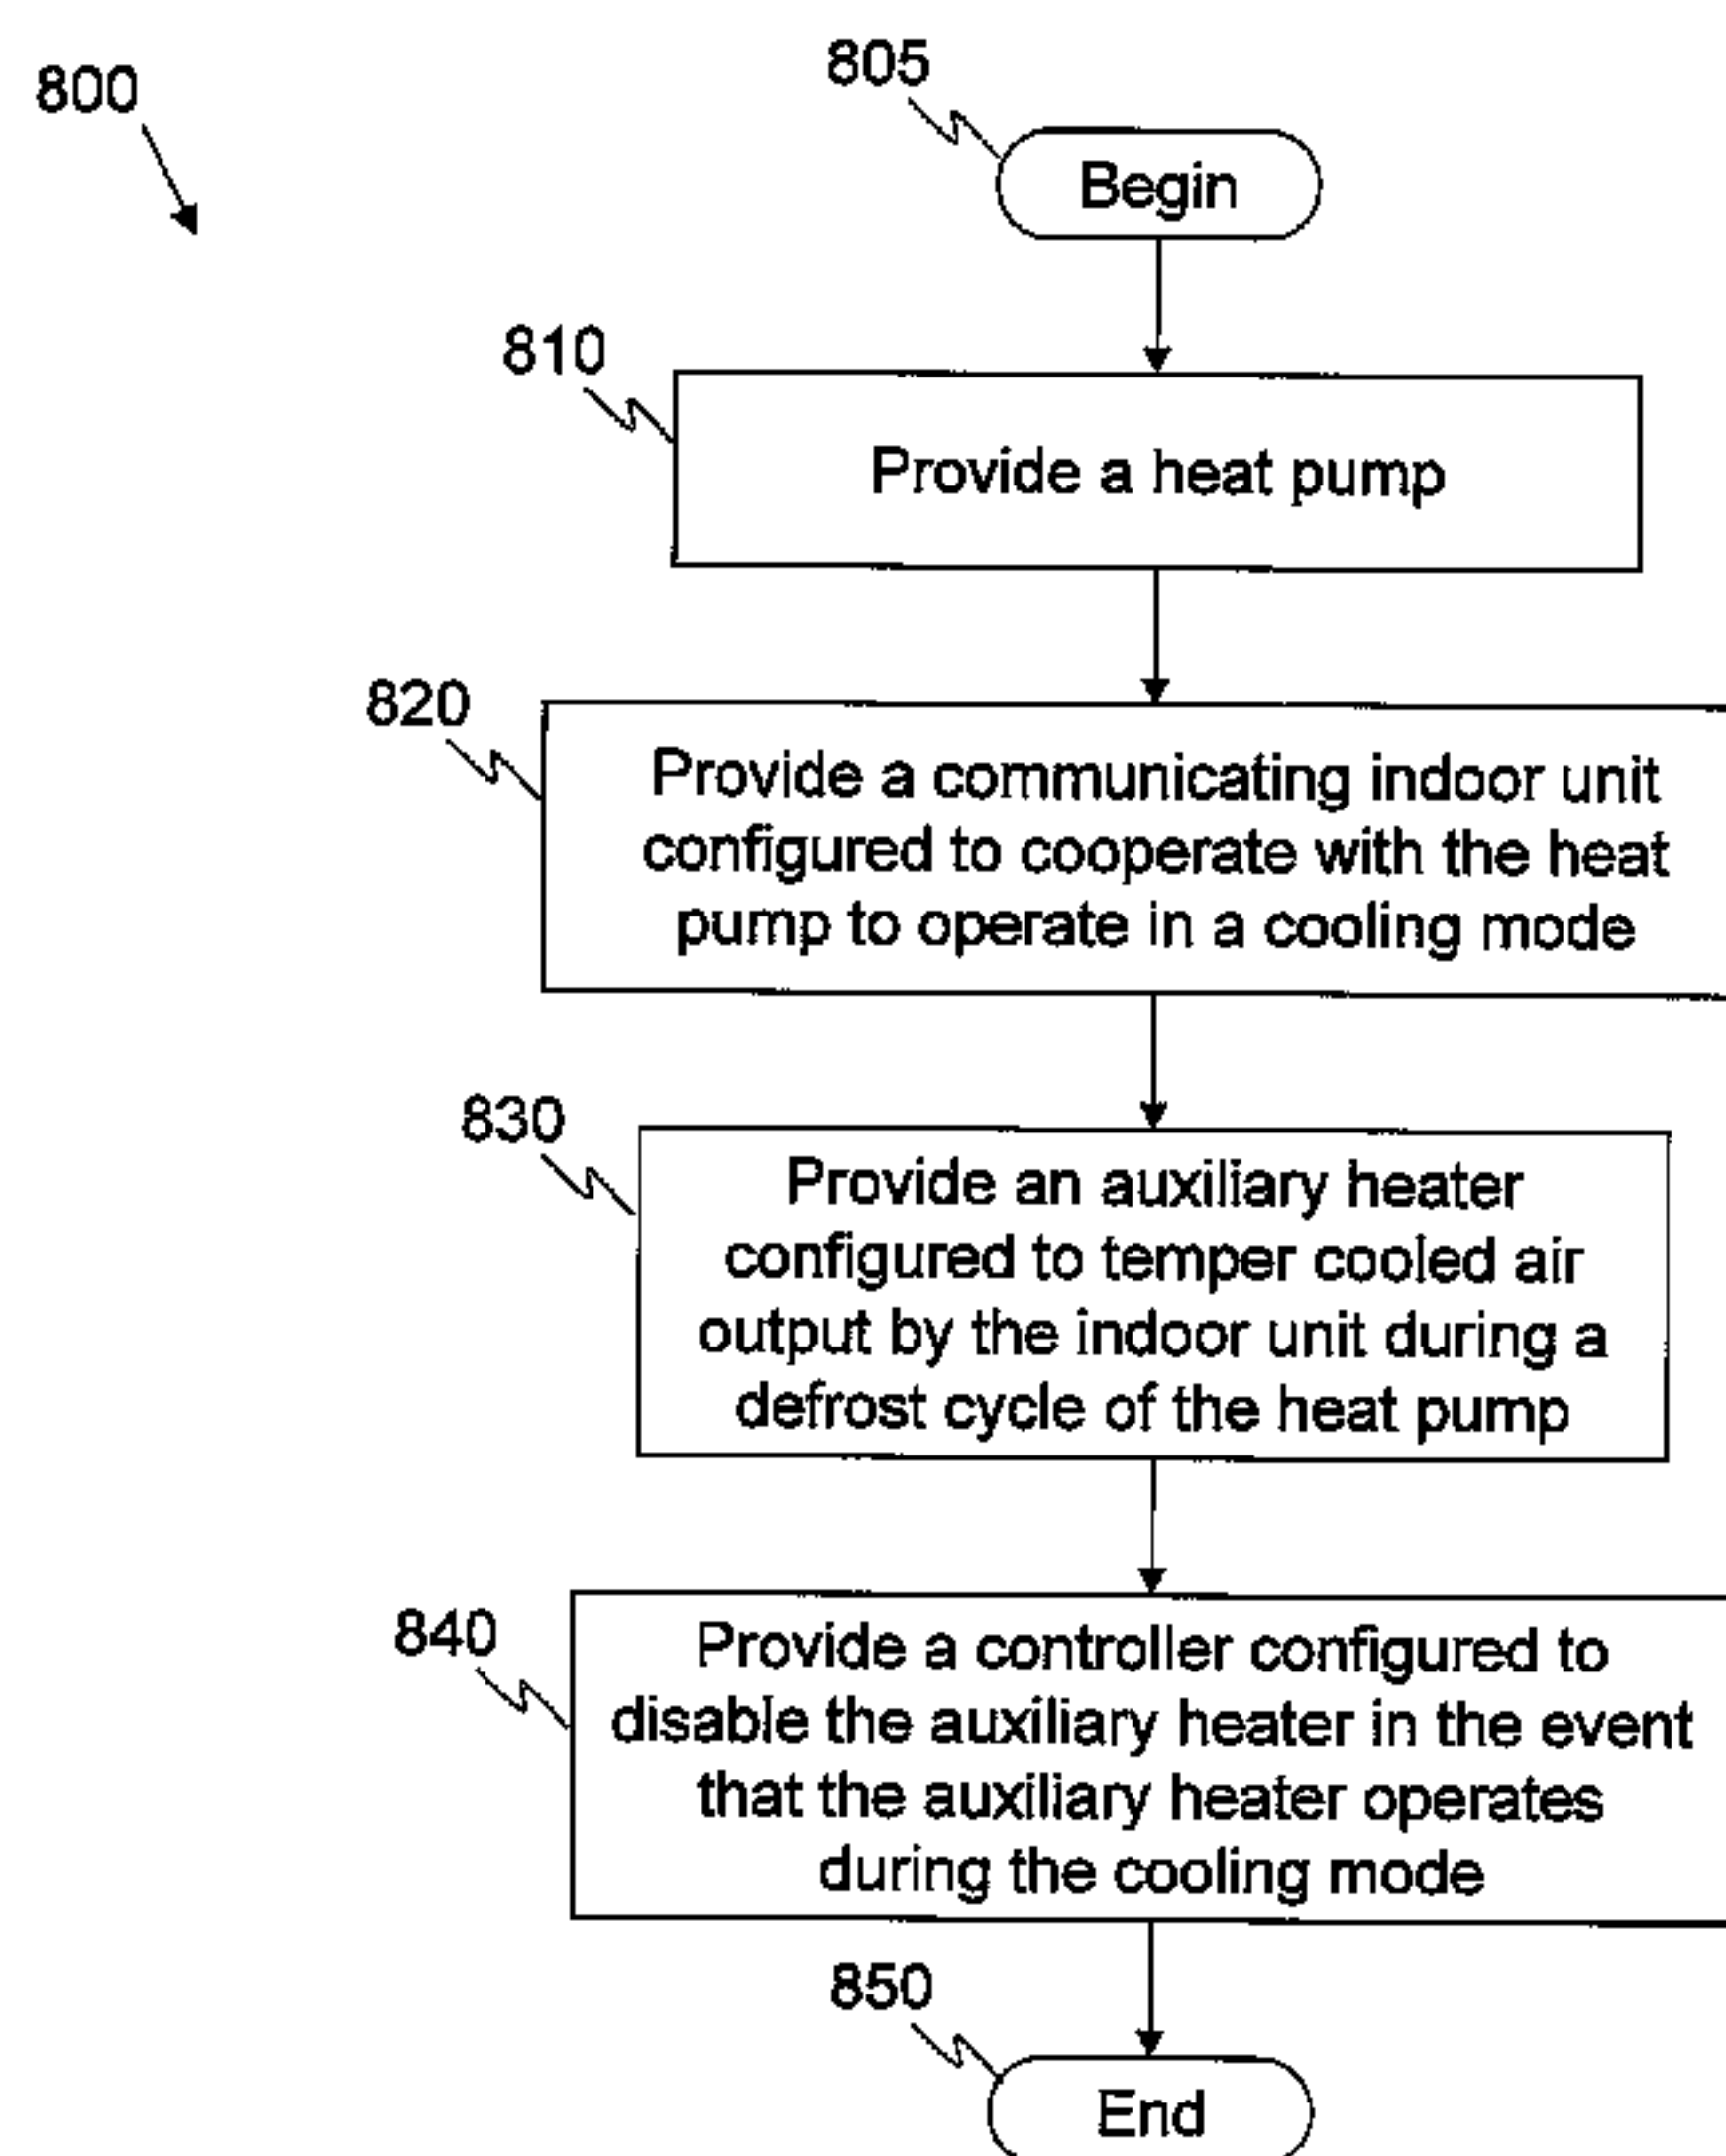 800
805
Begin
810
Provide a heat pump
820
Provide a communicating indoor unit
configured to cooperate with the heat
pump to operate in a cooling mode
830
Provide an auxiliary heater
configured to temper cooled air
output by the indoor unit during a
defrost cycle of the heat pump
840
Provide a controller configured to
disable the auxiliary heater in the event
that the auxiliary heater operates
during the cooling mode
850
End